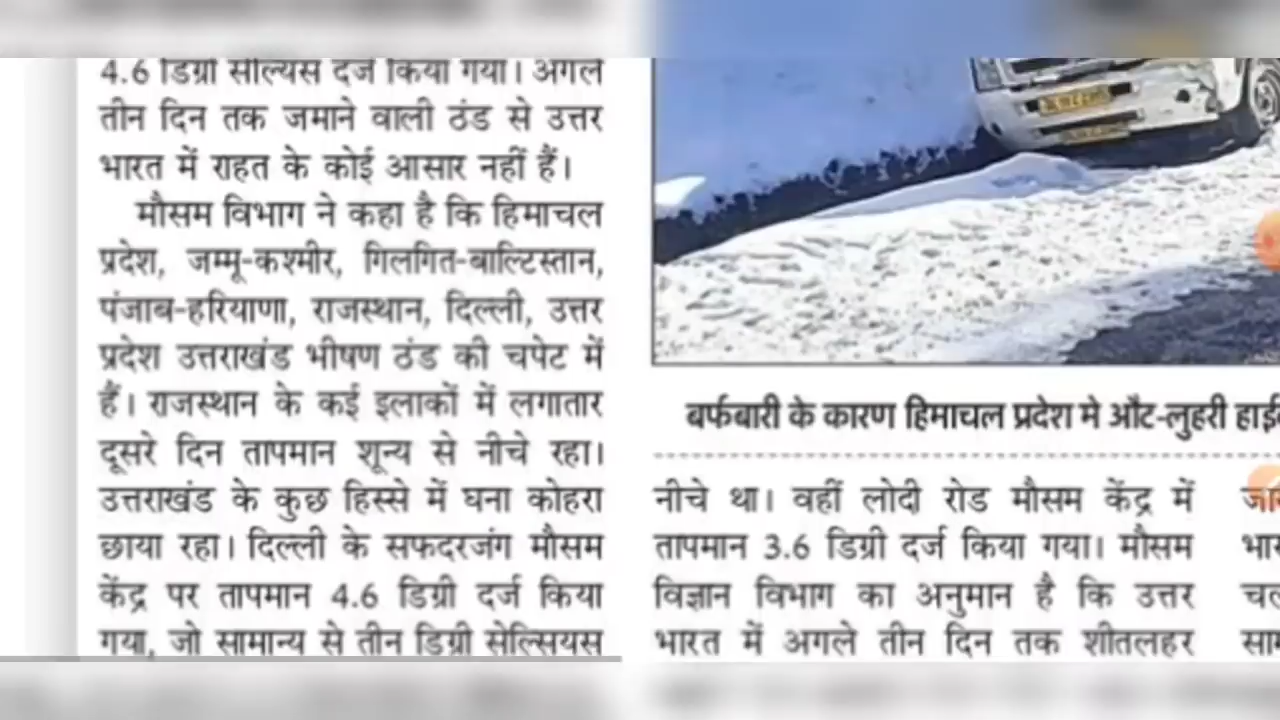 4.6 डिग्री सेल्यिस दर्ज किया गया। अगले
तीन दिन तक जमाने वाली ठंड से उत्तर
भारत में राहत के कोई आसार नहीं हैं।
मौसम विभाग ने कहा है कि हिमाचल
प्रदेश, जम्मू-कश्मीर, गिलगित-बाल्टिस्तान,
पंजाब-हरियाणा, राजस्थान, दिल्ली, उत्तर
प्रदेश उत्तराखंड भीषण ठंड की चपेट में
हैं। राजस्थान के कई इलाकों में लगातार
दूसरे दिन तापमान शून्य से नीचे रहा।
उत्तराखंड के कुछ हिस्से में घना कोहरा
छाया रहा। दिल्ली के सफदरजंग मौसम
केंद्र पर तापमान 4.6 डिग्री दर्ज किया
गया, जो सामान्य से तीन डिग्री सेल्सियस
बर्फबारी के कारण हिमाचल प्रदेश मे औट-लुहरी
नीचे था। वहीं लोदी रोड मौसम केंद्र में
तापमान 3.6 डिग्री दर्ज किया गया। मौसम
विज्ञान विभाग का अनुमान है कि उत्तर
भारत में अगले तीन दिन तक शीतलहर